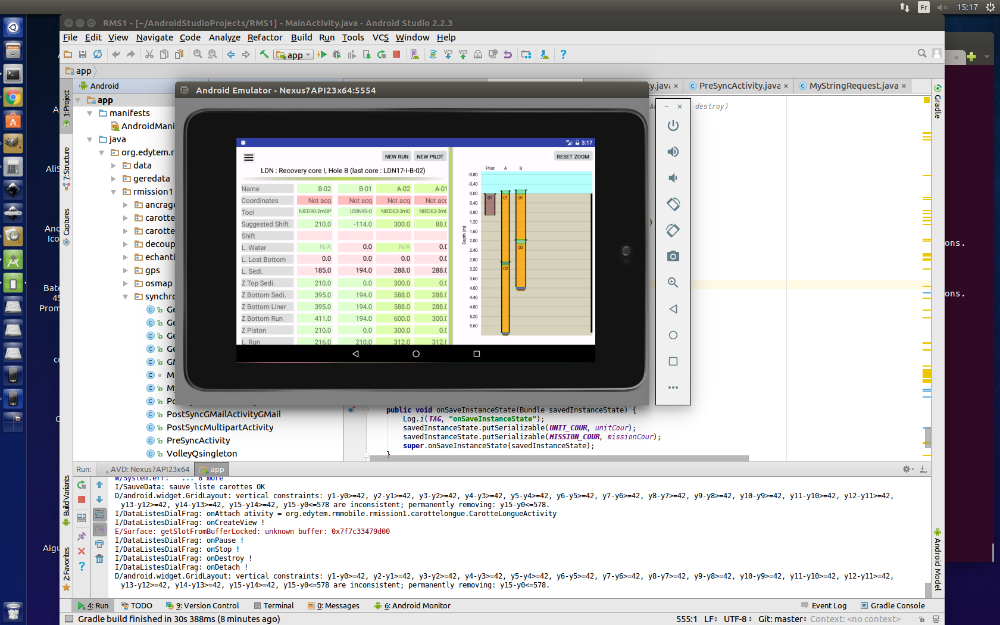 Fr
15:17
RMS1 - [~/AndroidStudioProjects/RMS1] - MainActivity.java - Android Studio 2.2.3
File Edit View Navigate Code Analyze Refactor Build Run Tools VCS Window Help
app
VCS VCS
app
Android
Android Emulator - Nexus7API23x64:5554
ty.java
PreSyncActivity.java
MyStringRequest.java
1: Project
7: Structure
Captures
Build Variants
2: Favorites
Gradle
Android Model
app
manifests
AndroidMani
java
org.edytem.r
data
geredata
rmission1
ancrage
carotte
carotte
decoup
echanti
gps
osmap
synchro
Ge
Ge
Ge
Ge
GM
M
My
Po
PostSyncGMailActivityGMail
PostSyncMultipartActivity
PreSyncActivity
VolleyQsingleton
destroy)
3:17
NEW RUN NEW PILOT
RESET ZOOM
LDN : Recovery core I, Hole B (last core : LDN17-I-B-02)
Name B-02 B-01 A-02 A-01
Coordinates Not acq Not acq Not acq Not acq
Tool NIED90-2mOP USIN90-O NIED63-3mO NIED63-3mO
Suggested Shift 210.0 -114.0 300.0 88.0
Shift
L. Water N/A 0.0 N/A 0.0
L. Lost Bottom 0.0 0.0 0.0 0.0
L. Sedi. 185.0 194.0 288.0 288.0
Z Top Sedi. 210.0 0.0 300.0 0.0
Z Bottom Sedi. 395.0 194.0 588.0 288.0
Z Bottom Liner 395.0 194.0 588.0 288.0
Z Bottom Run 411.0 194.0 600.0 300.0
Z Piston 210.0 0.0 300.0 0.0
L. Run 216.0 210.0 312.0 312.0
Pilot A B
Depth (m)
-0.80
-0.40
0.00
0.40
0.80
1.20
1.60
2.00
2.40
2.80
3.20
3.60
4.00
4.40
4.80
5.20
5.60
01 01 01
02
02
ons.
ons.
AliS
Bate
45
Prom
Ico
Aigu
public void onSaveInstanceState(Bundle savedInstanceState) {
Log.i(TAG, "onSaveInstanceState");
savedInstanceState.putSerializable(UNIT_COUR, unitCour);
savedInstanceState.putSerializable(MISSION_COUR, missionCour);
super.onSaveInstanceState(savedInstanceState);
}
Run: AVD: Nexus7API23x64 app
W/System.err: ... 8 more
I/SauveData: sauve liste carottes OK
D/android.widget.GridLayout: vertical constraints: y1-y0>=42, y2-y1>=42, y3-y2>=42, y4-y3>=42, y5-y4>=42, y6-y5>=42, y7-y6>=42, y8-y7>=42, y9-y8>=42, y10-y9>=42, y11-y10>=42, y12-y11>=42,
y13-y12>=42, y14-y13>=42, y15-y14>=42, y15-y0<=578 are inconsistent; permanently removing: y15-y0<=578.
I/DataListesDialFrag: onAttach ativity = org.edytem.rmmobile.rmission1.carottelongue.CarotteLongueActivity
I/DataListesDialFrag: onCreateView !
E/Surface: getSlotFromBufferLocked: unknown buffer: 0x7f7c33479d00
I/DataListesDialFrag: onPause !
I/DataListesDialFrag: onStop !
I/DataListesDialFrag: onDestroy !
I/DataListesDialFrag: onDetach !
D/android.widget.GridLayout: vertical constraints: y1-y0>=42, y2-y1>=42, y3-y2>=42, y4-y3>=42, y5-y4>=42, y6-y5>=42, y7-y6>=42, y8-y7>=42, y9-y8>=42, y10-y9>=42, y11-y10>=42, y12-y11>=42,
y13-y12>=42, y14-y13>=42, y15-y14>=42, y15-y0<=578 are inconsistent; permanently removing: y15-y0<=578.
4: Run TODO 9: Version Control Terminal 0: Messages 6: Android Monitor Event Log Gradle Console
Gradle build finished in 30s 388ms (8 minutes ago)
555:1 LF UTF-8 Git: master Context: <no context>